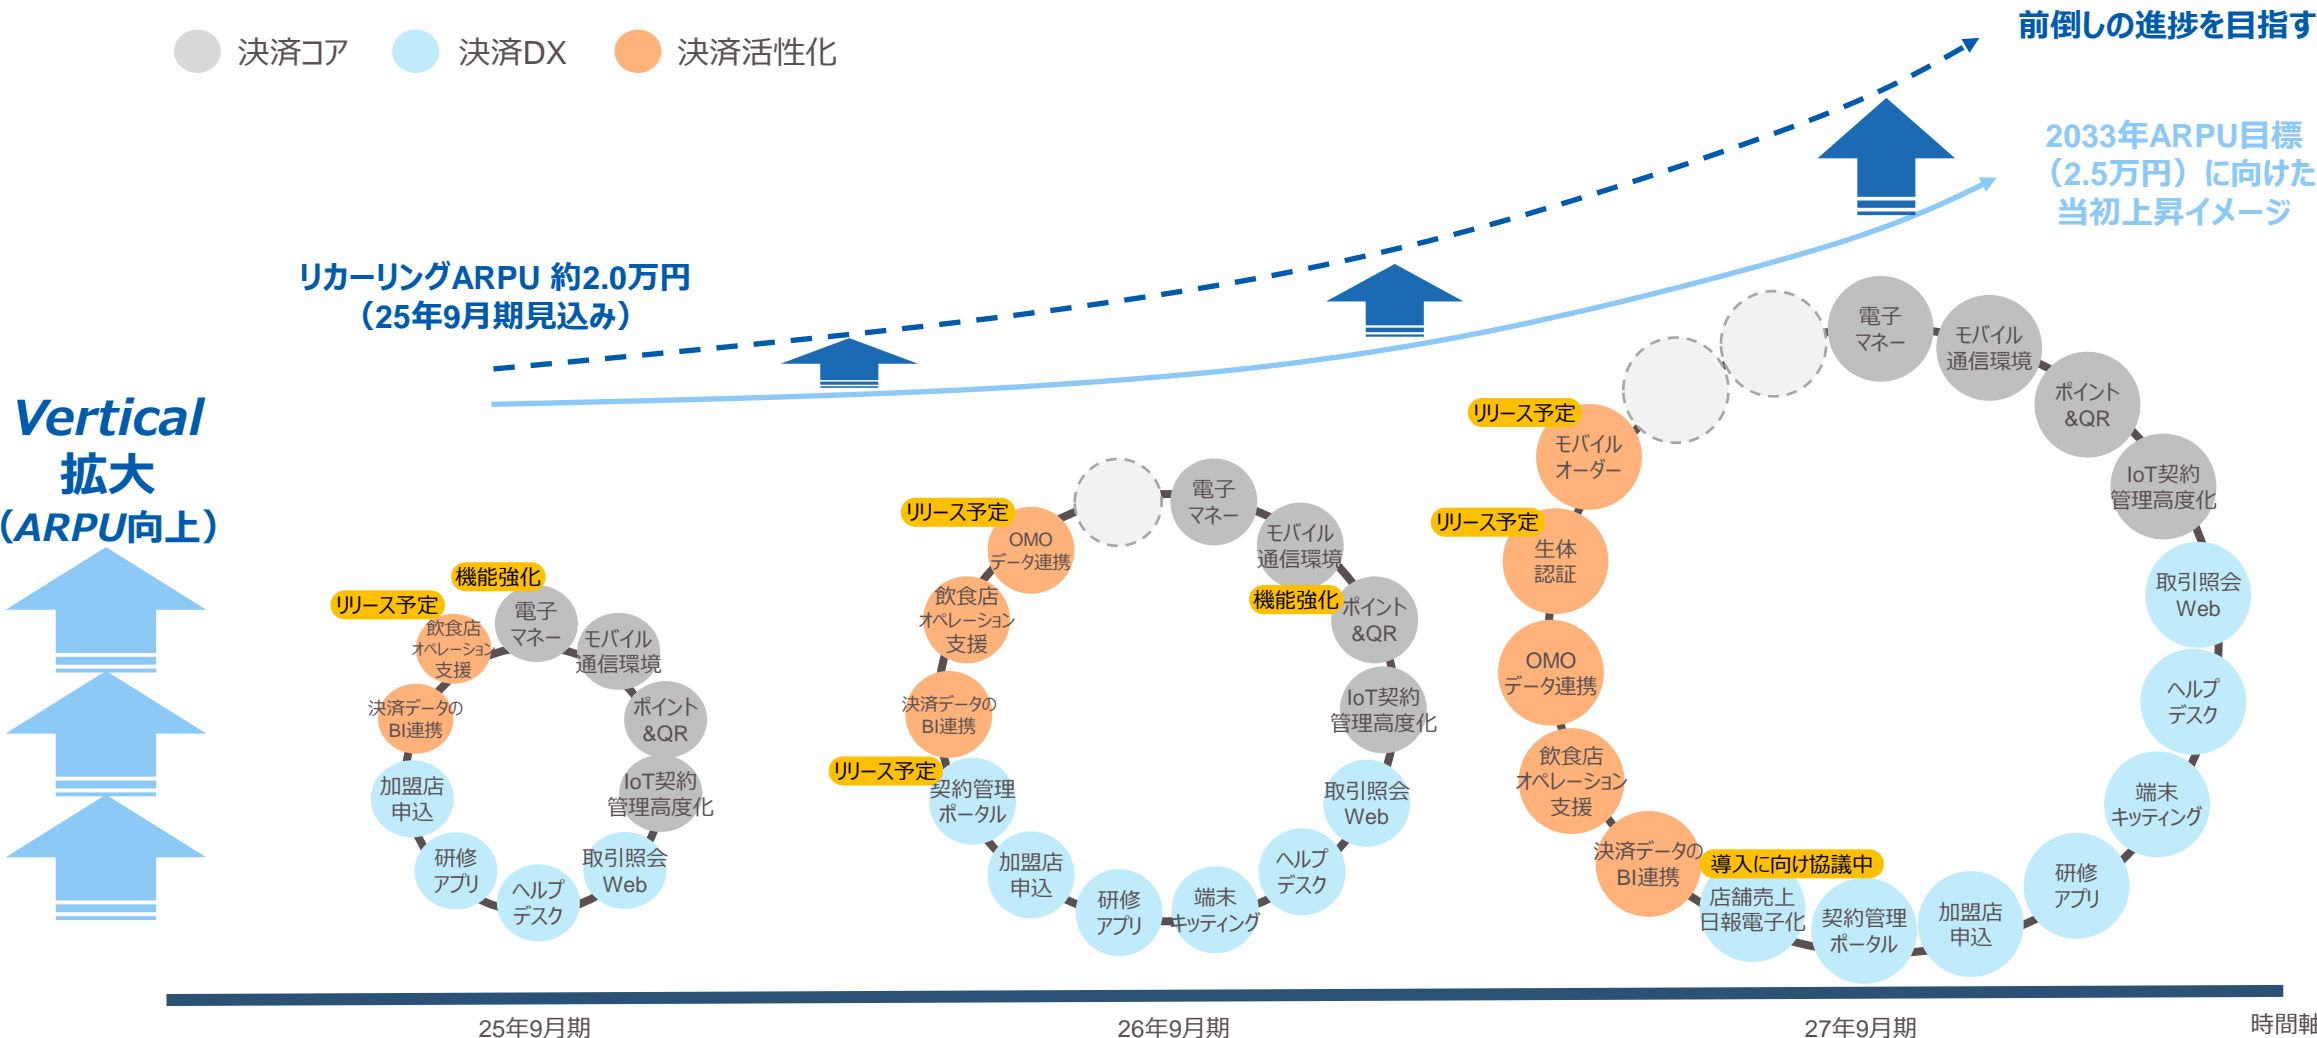 決済コア
決済DX
決済活性化
前倒しの進捗を目指す
2033年ARPU目標
（2.5万円）に向けた
当初上昇イメージ
リカーリングARPU 約2.0万円
（25年9月期見込み）
Vertical
拡大
（ARPU向上）
機能強化
電子
マネー
モバイル
通信環境
ポイント
&QR
IoT契約
管理高度化
取引照会
Web
ヘルプ
デスク
研修
アプリ
加盟店
申込
決済データの
BI連携
リリース予定
飲食店
オペレーション
支援
電子
マネー
モバイル
通信環境
機能強化
ポイント
&QR
IoT契約
管理高度化
取引照会
Web
ヘルプ
デスク
端末
キッティング
研修
アプリ
加盟店
申込
リリース予定
契約管理
ポータル
決済データの
BI連携
飲食店
オペレーション
支援
リリース予定
OMO
データ連携
電子
マネー
モバイル
通信環境
ポイント
&QR
IoT契約
管理高度化
取引照会
Web
ヘルプ
デスク
端末
キッティング
研修
アプリ
加盟店
申込
契約管理
ポータル
導入に向け協議中
店舗売上
日報電子化
決済データの
BI連携
飲食店
オペレーション
支援
OMO
データ連携
リリース予定
生体
認証
リリース予定
モバイル
オーダー
25年9月期
26年9月期
27年9月期
時間軸